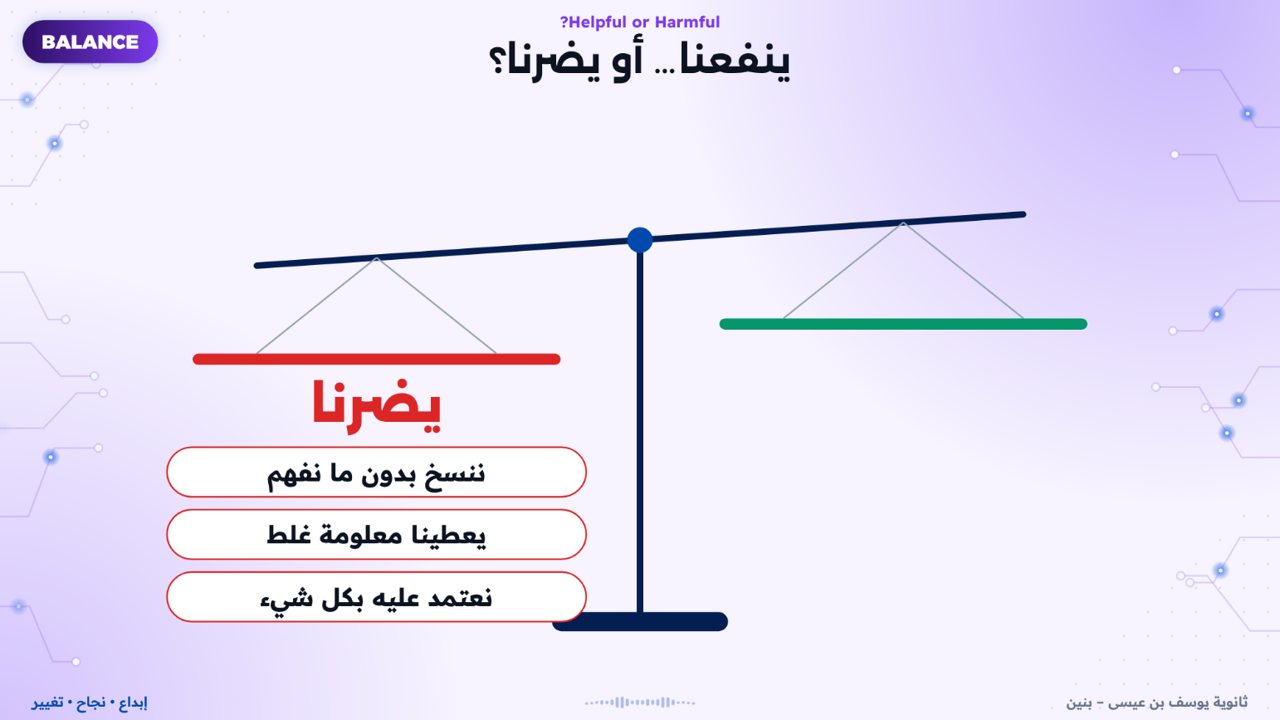 BALANCE
?Helpful or Harmful
ينفعنا... أو يضرنا؟
يضرنا
ننسخ بدون ما نفهم
يعطينا معلومة غلط
نعتمد عليه بكل شيء
ثانوية يوسف بن عيسى – بنين
إبداع • نجاح • تغيير